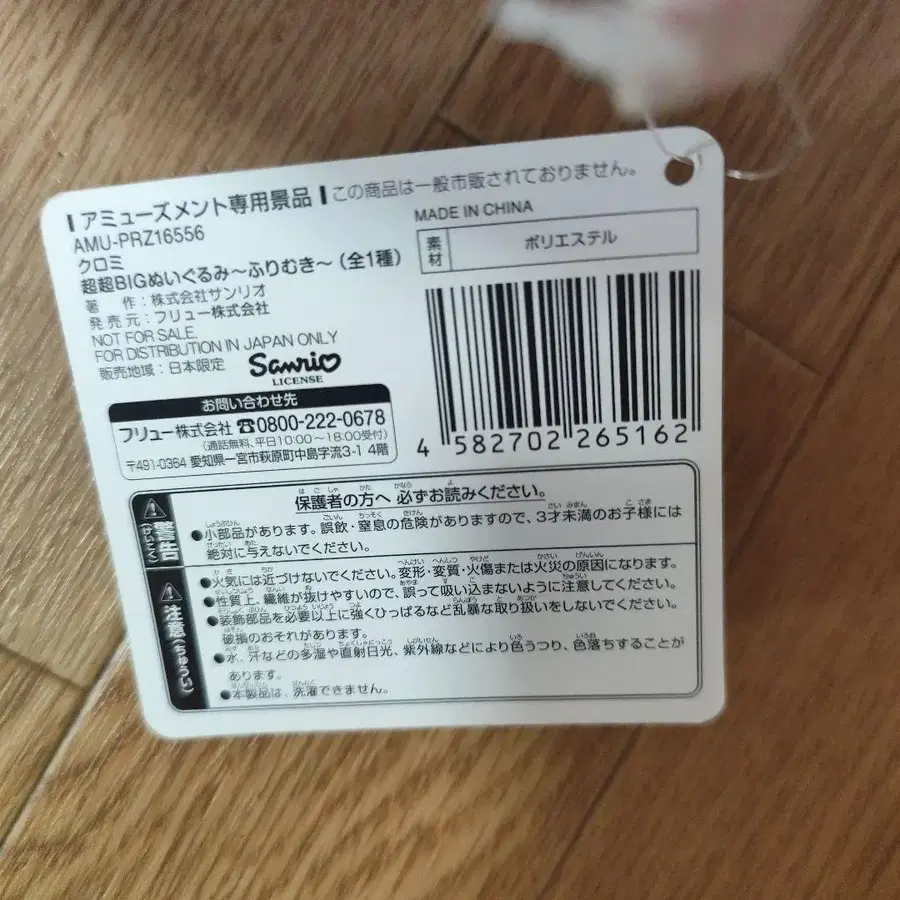 アミューズメント専用景品 この商品は一般市販されておりません。
AMU-PRZ16556
クロミ
超超BIGぬいぐるみ〜ふりむき〜(全1種)
著 作:株式会社サンリオ
発 売 元:フリュー株式会社
NOT FOR SALE.
FOR DISTRIBUTION IN JAPAN ONLY
販売地域:日本限定
Sanrio
LICENSE
MADE IN CHINA
素材 ポリエステル
4 582702 265162
お問い合わせ先
フリュー株式会社 ☎0800-222-0678
(通話無料、平日10:00〜18:00受付)
〒491-0364 愛知県一宮市萩原町中島字流3-1 4階
保護者の方へ 必ずお読みください。
警告(けいこく)
●小部品があります。誤飲・窒息の危険がありますので、3才未満のお子様には
絶対に与えないでください。
注意(ちゅうい)
●火気には近づけないでください。変形・変質・火傷または火災の原因になります。
●性質上、繊維が抜けやすいので、誤って吸い込まないように注意してください。
●装飾部品を必要以上に強くひっぱるなど乱暴な取り扱いをしないでください。
破損のおそれがあります。
●水、汗などの多湿や直射日光、紫外線などにより色うつり、色落ちすることが
あります。
●本製品は、洗濯できません。